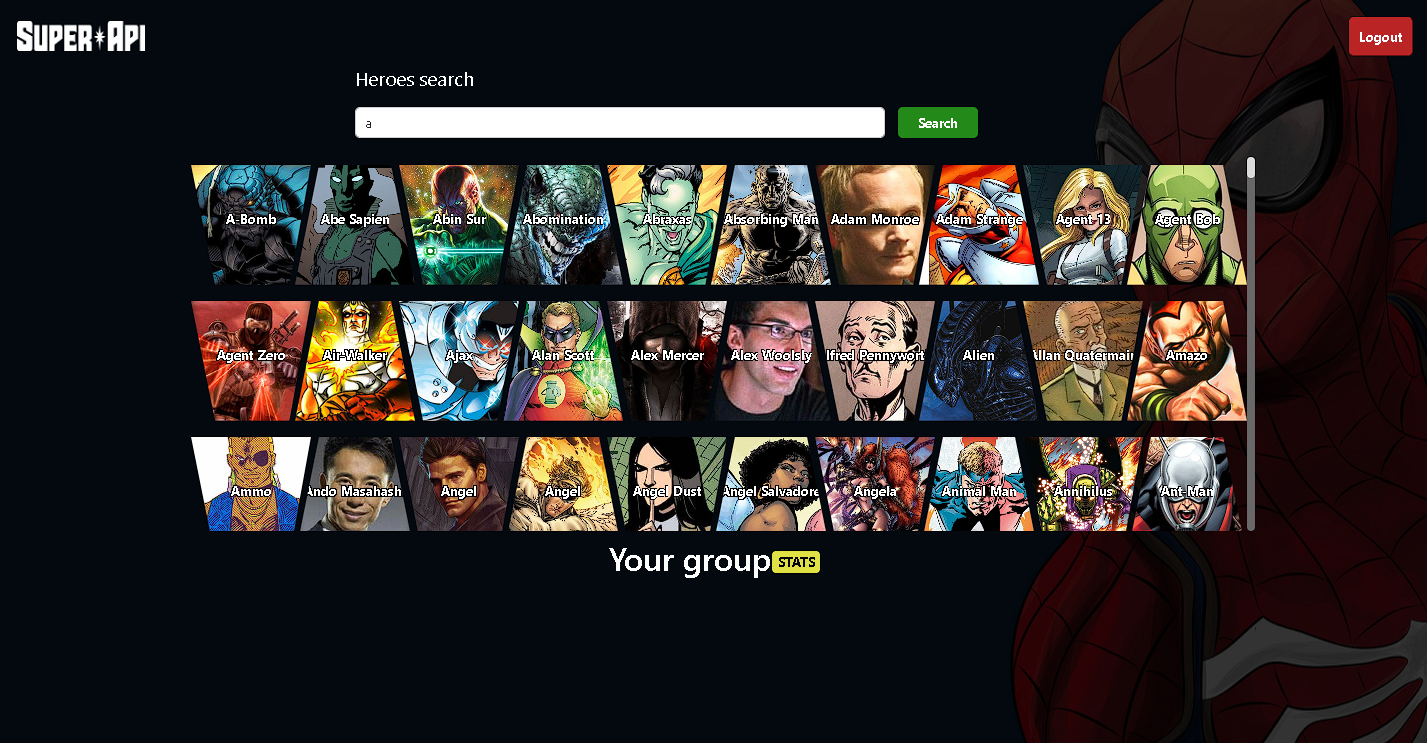 SUPER API
Logout
Heroes search
a
Search
A-Bomb
Abe Sapien
Abin Sur
Abomination
Abraxas
Absorbing Man
Adam Monroe
Adam Strange
Agent 13
Agent Bob
Agent Zero
Air-Walker
Ajax
Alan Scott
Alex Mercer
Alex Woolsly
lfred Pennywort
Alien
Allan Quatermain
Amazo
Ammo
Ando Masahash
Angel
Angel
Angel Dust
Angel Salvadore
Angela
Animal Man
Annihilus
Ant-Man
Your group STATS